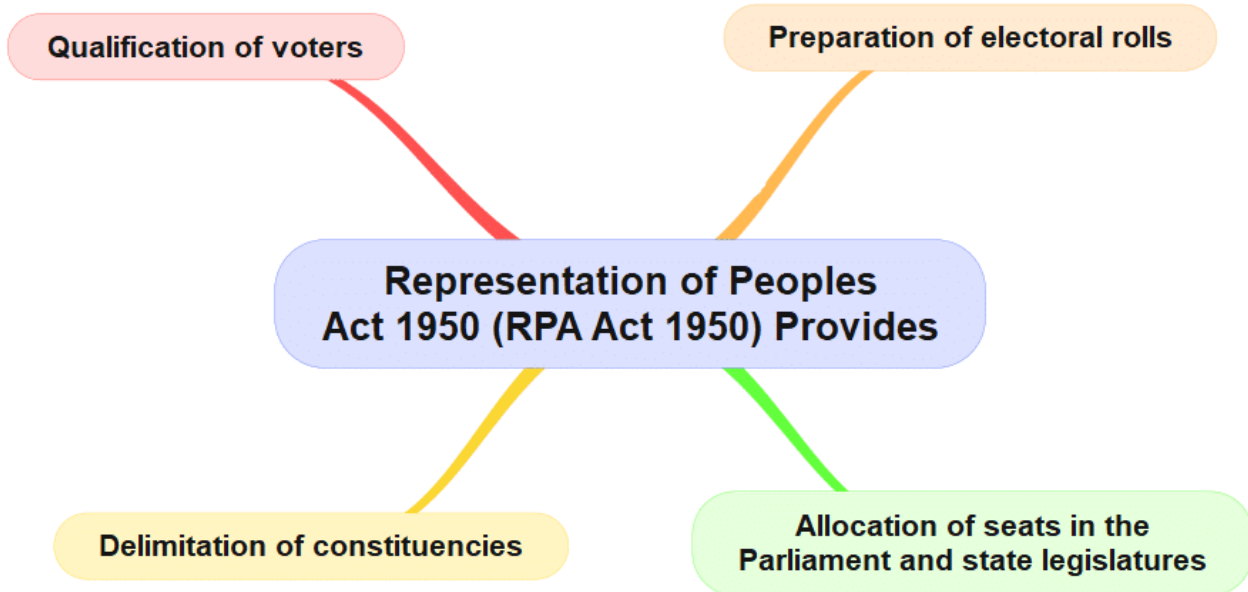 Qualification of voters
Preparation of electoral rolls
Representation of Peoples
Act 1950 (RPA Act 1950) Provides
Delimitation of constituencies
Allocation of seats in the
Parliament and state legislatures